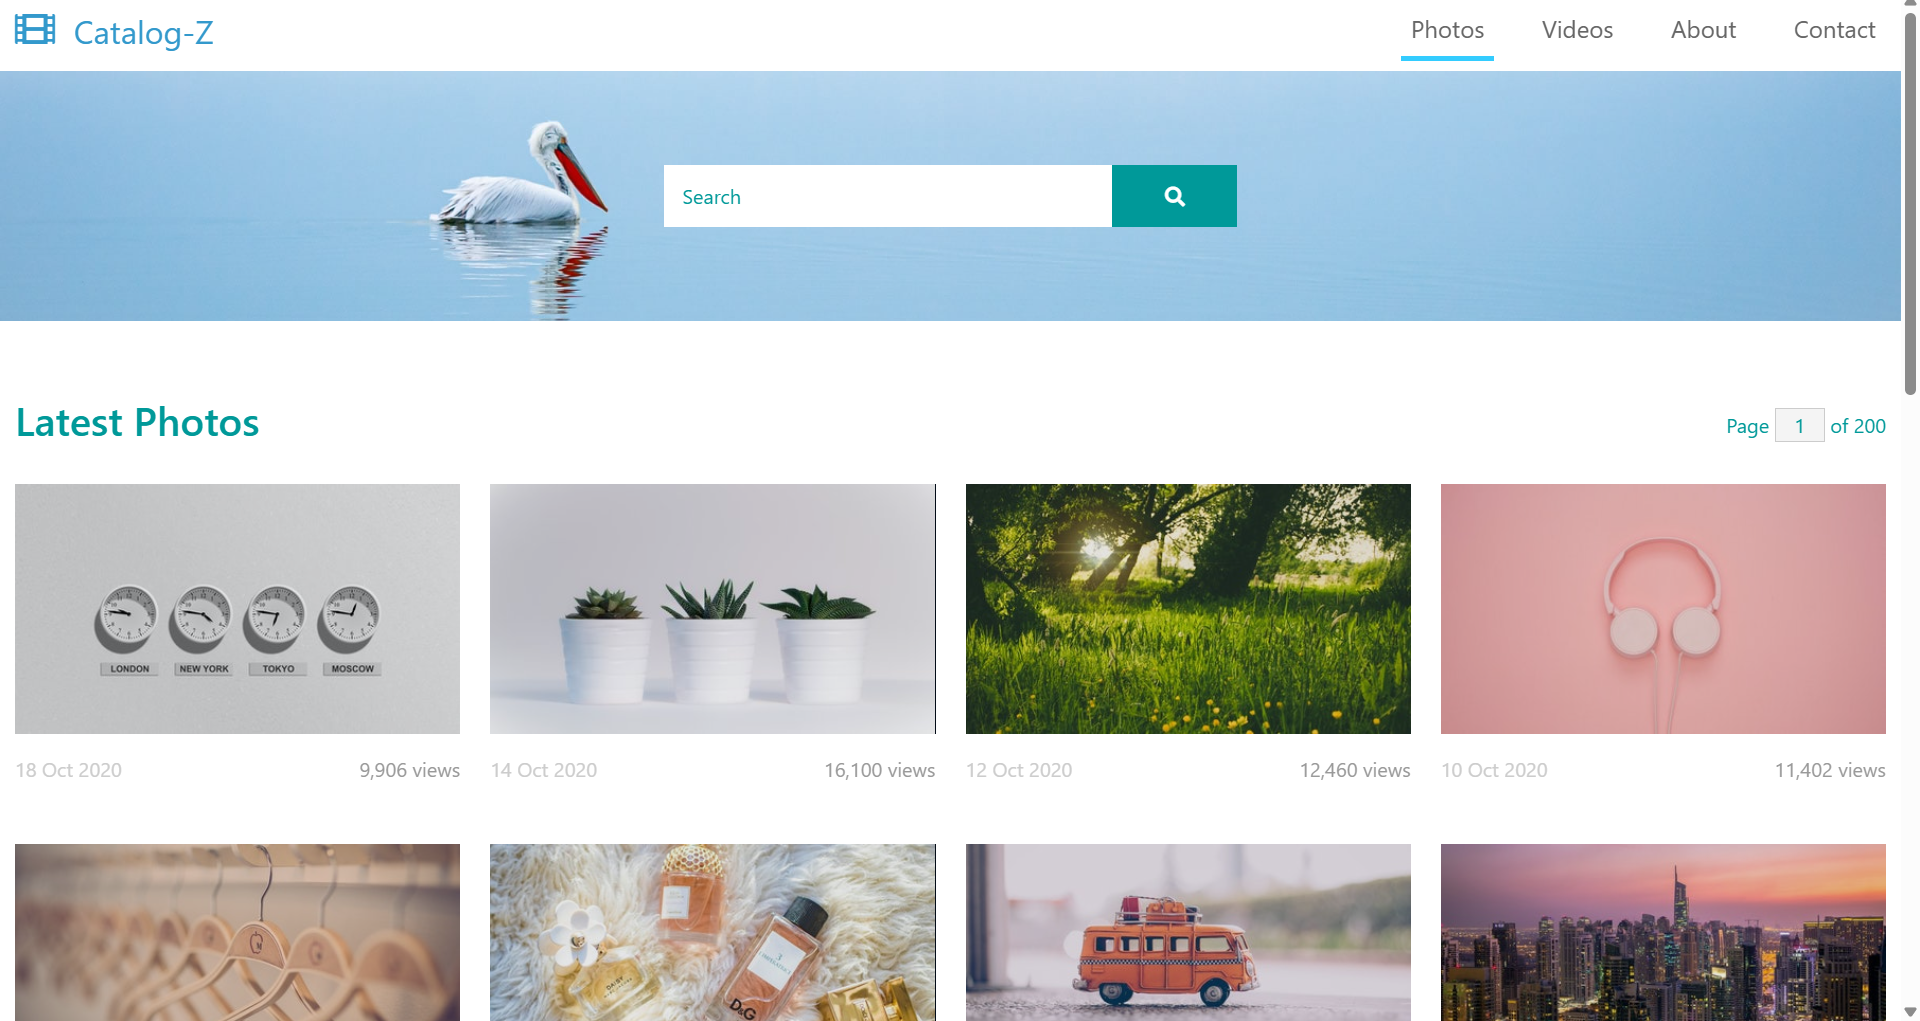 Catalog-Z
Photos Videos About Contact
Search
Latest Photos
Page 1 of 200
LONDON NEW YORK TOKYO MOSCOW
18 Oct 2020 9,906 views
14 Oct 2020 16,100 views
12 Oct 2020 12,460 views
10 Oct 2020 11,402 views
DAISY
3
D&G